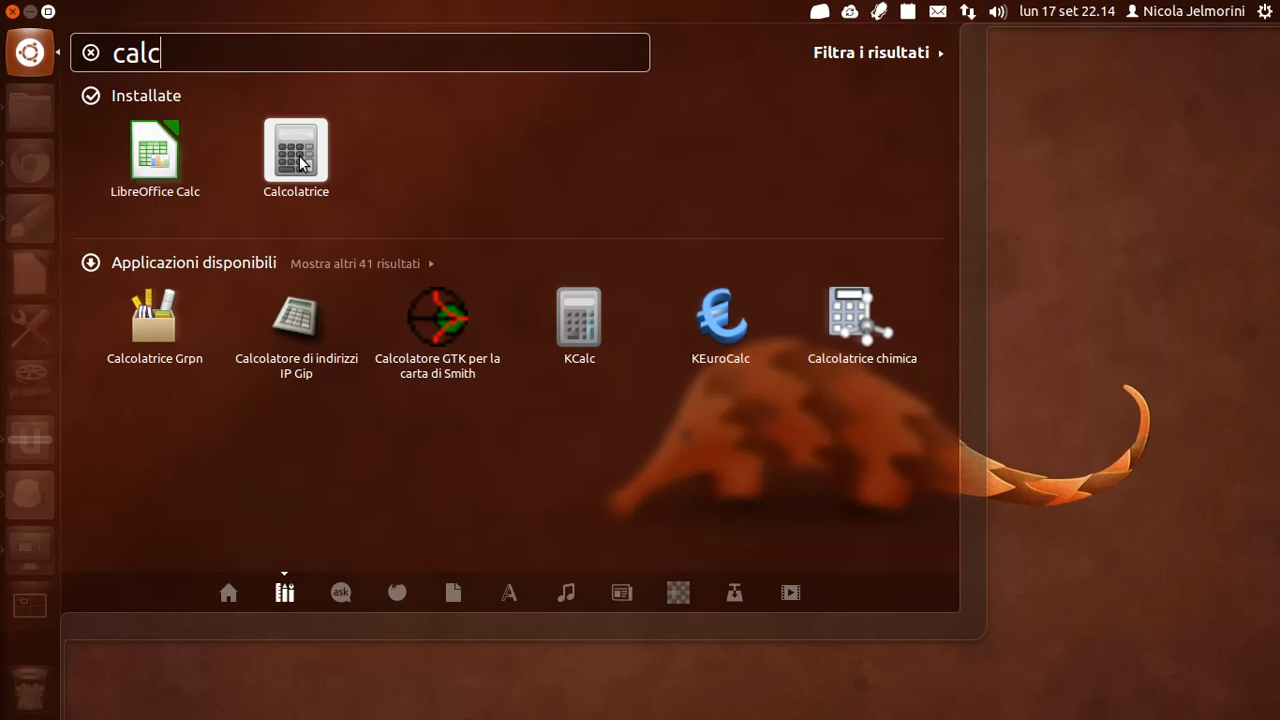 lun 17 set 22.14 Nicola Jelmorini
calc
Filtra i risultati
Installate
LibreOffice Calc
Calcolatrice
Applicazioni disponibili Mostra altri 41 risultati
Calcolatrice Grpn
Calcolatore di indirizzi
IP Gip
Calcolatore GTK per la
carta di Smith
KCalc
KEuroCalc
Calcolatrice chimica
ask